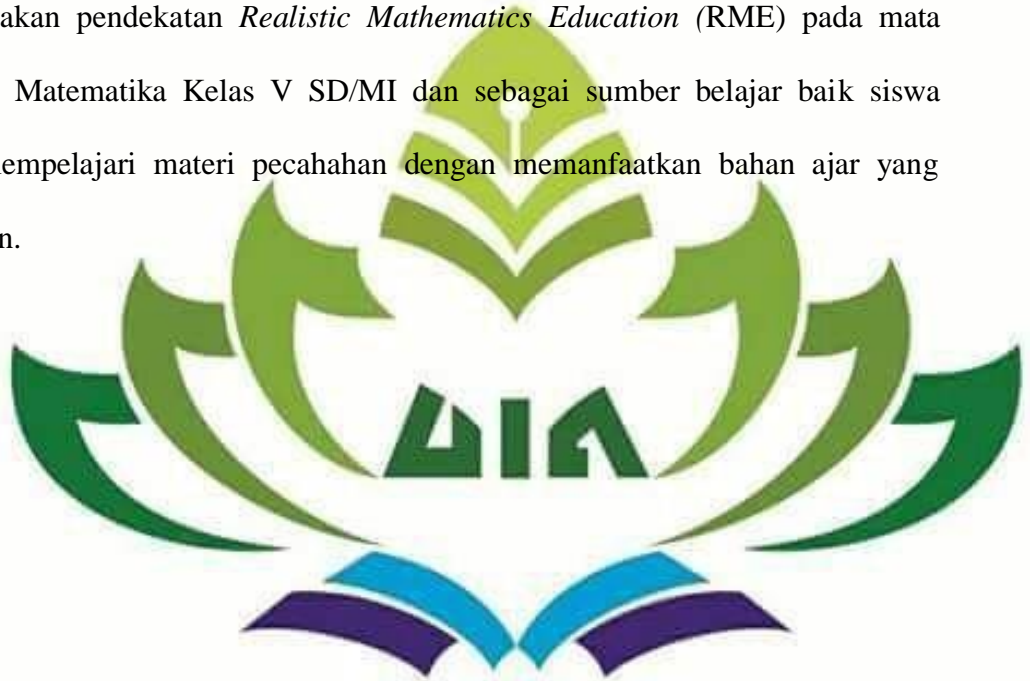 akan pendekatan Realistic Mathematics Education (RME) pada mata
Matematika Kelas V SD/MI dan sebagai sumber belajar baik siswa
empelajari materi pecahahan dengan memanfaatkan bahan ajar yang
n.
UIN